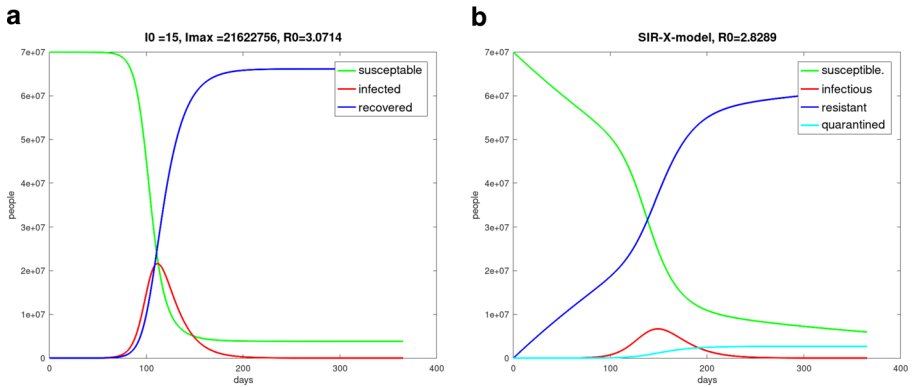 a
I0 =15, Imax =21622756, R0=3.0714
7e+07
6e+07
5e+07
4e+07
3e+07
2e+07
1e+07
0
people
0 100 200 300 400
days
susceptable
infected
recovered
b
SIR-X-model, R0=2.8289
7e+07
6e+07
5e+07
4e+07
3e+07
2e+07
1e+07
0
people
0 100 200 300 400
days
susceptible.
infectious
resistant
quarantined